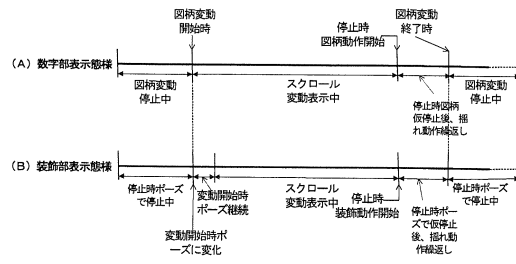 図柄変動
開始時
停止時
図柄動作開始
図柄変動
終了時
（A）数字部表示態様
図柄変動
停止中
スクロール
変動表示中
停止時図柄
仮停止後、揺
れ動作繰返し
図柄変動
停止中
（B）装飾部表示態様
停止時ポーズ
で停止中
変動開始時
ポーズ継続
スクロール
変動表示中
停止時
装飾動作開始
停止時ポー
ズで仮停止
後、揺れ動
作繰返し
停止時ポーズ
で停止中
変動開始時ポ
ーズに変化